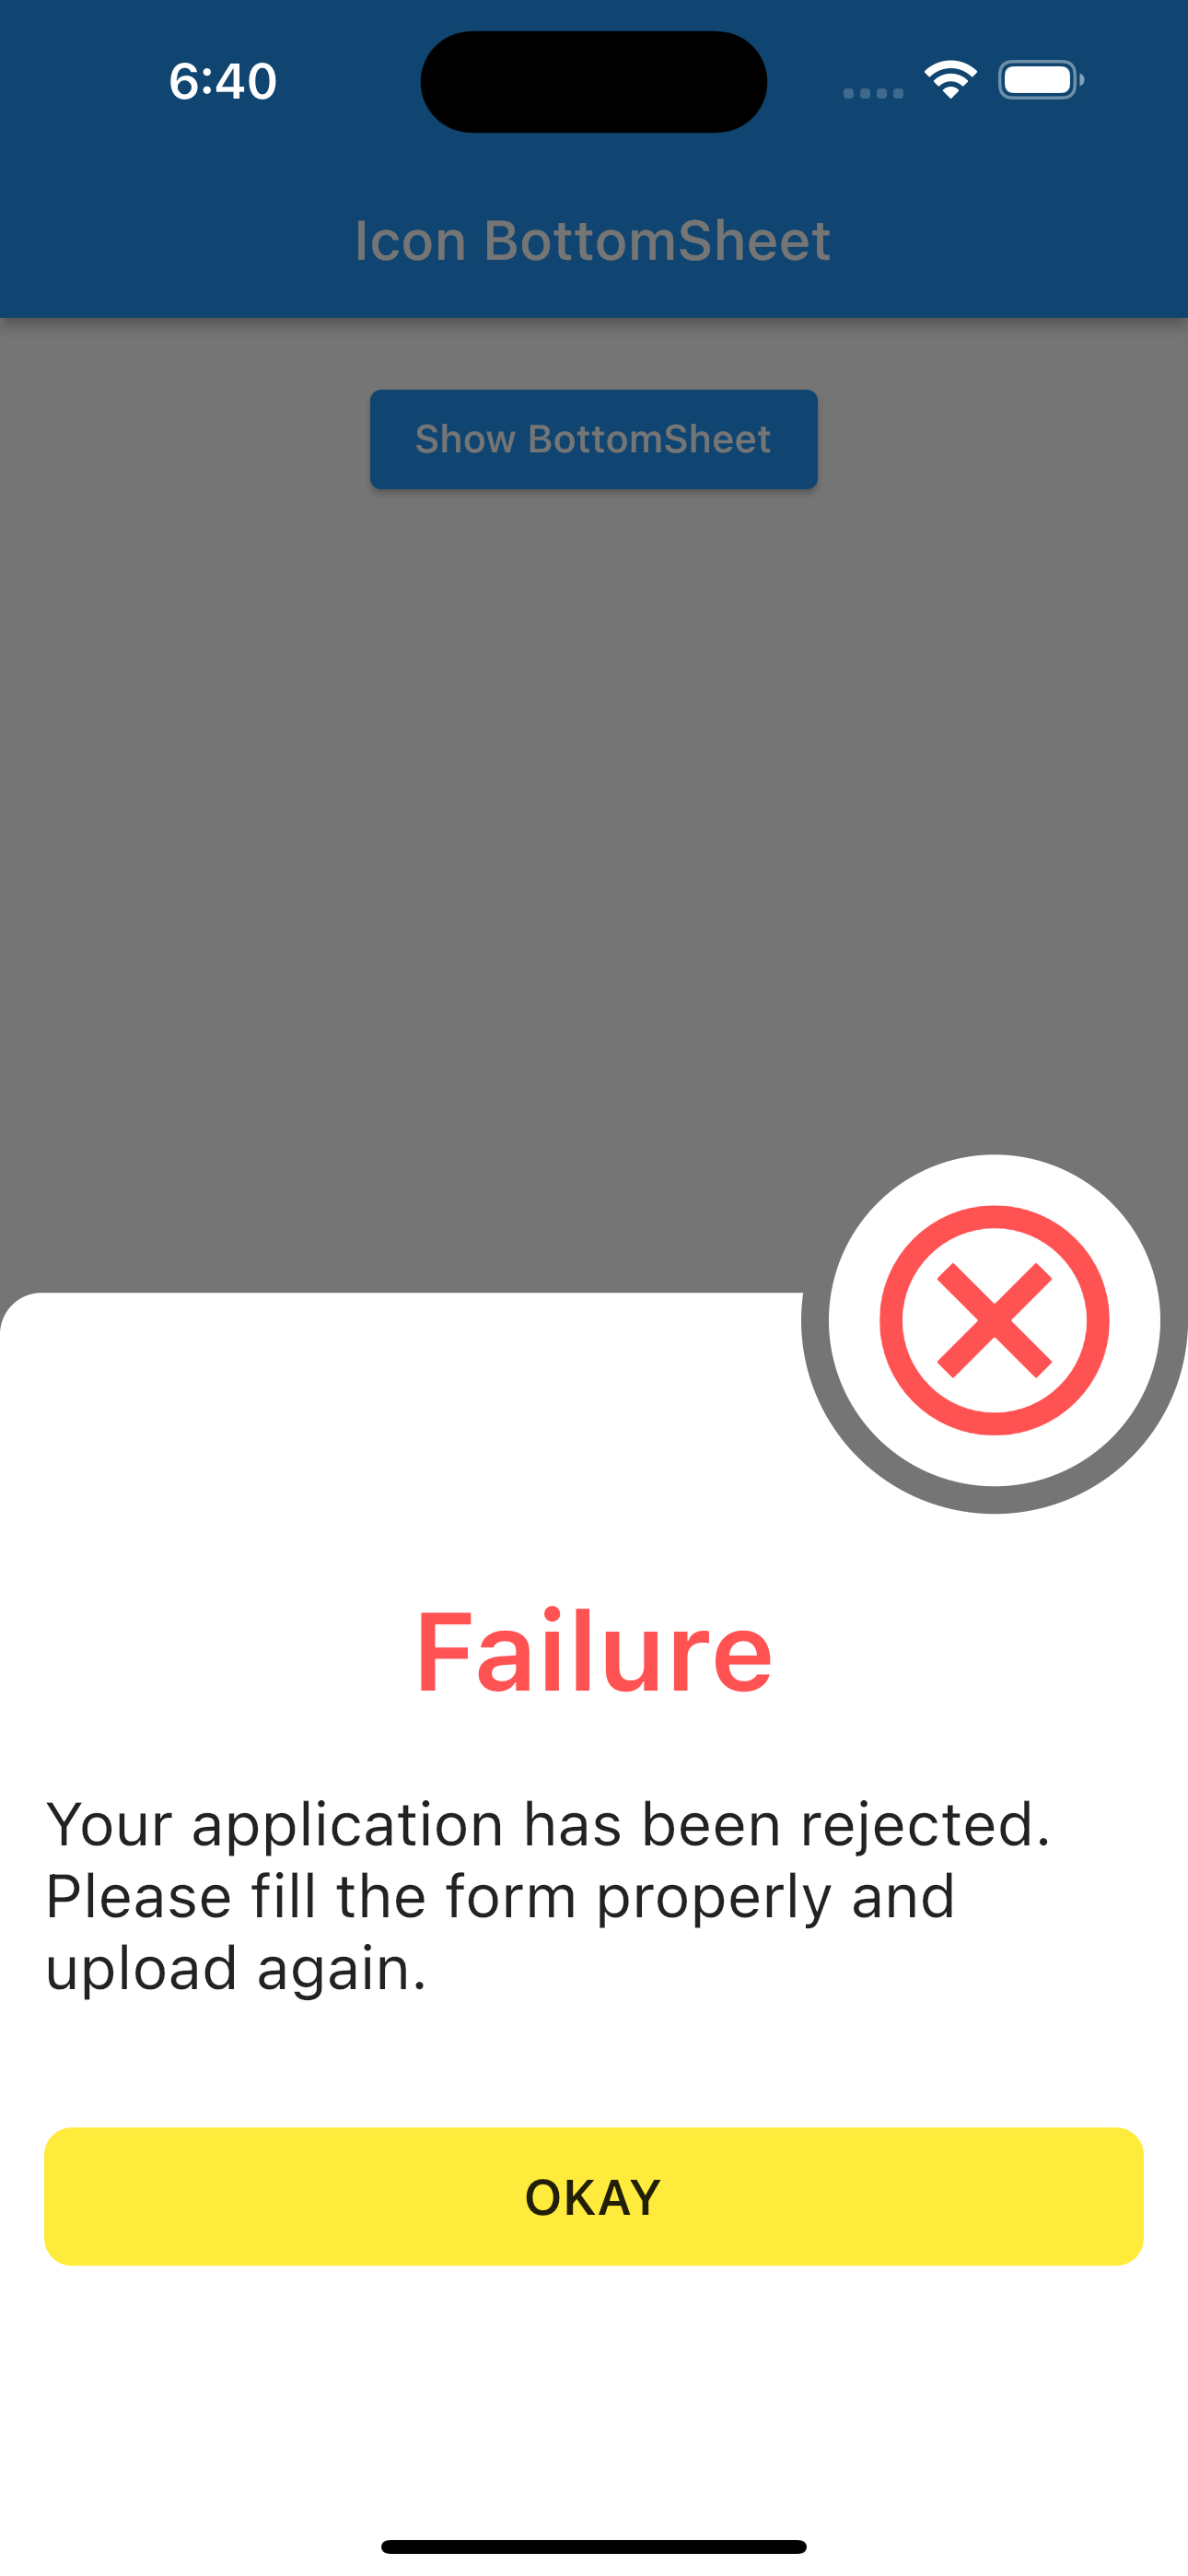 6:40
Icon BottomSheet
Show BottomSheet
Failure
Your application has been rejected.
Please fill the form properly and
upload again.
OKAY